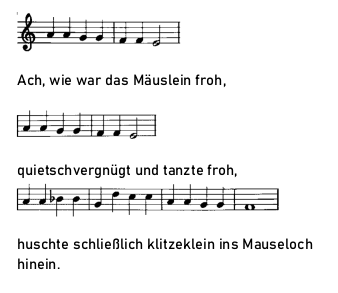 Ach, wie war das Mäuslein froh,
quietschvergnügt und tanzte froh,
huschte schließlich klitzeklein ins Mauseloch
hinein.